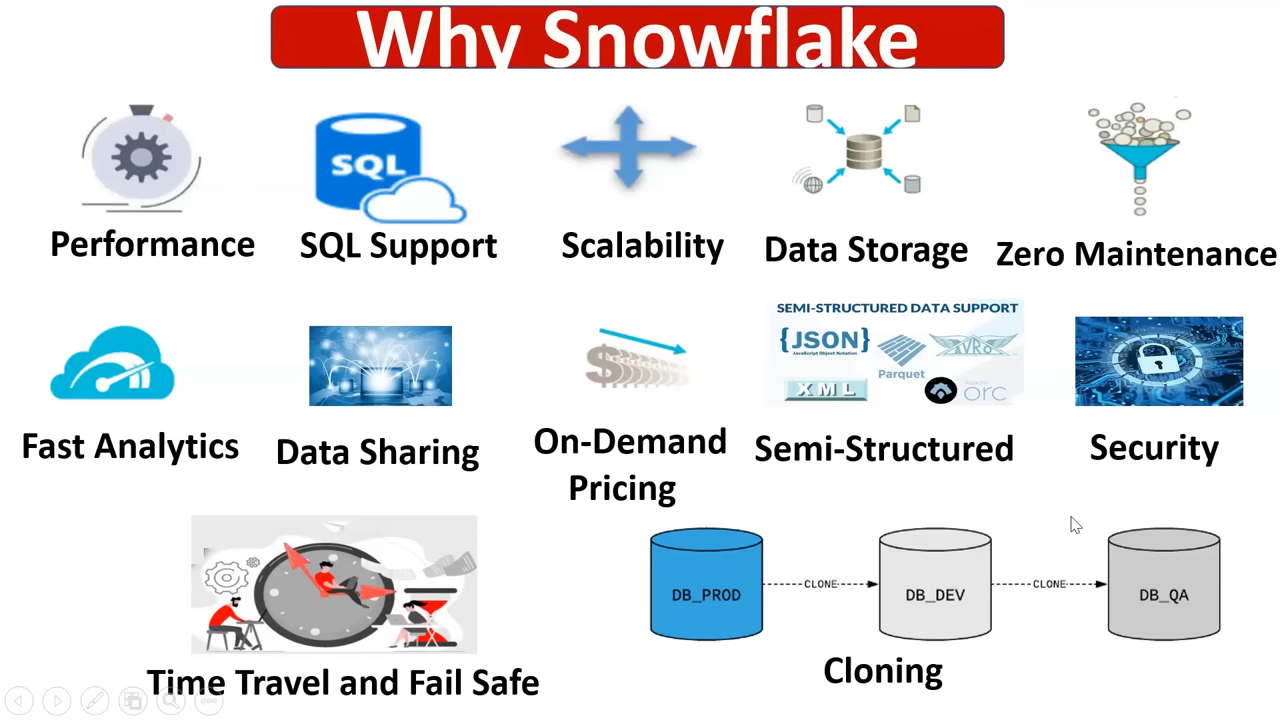 Why Snowflake
SQL
Performance
SQL Support
Scalability
Data Storage
Zero Maintenance
SEMI-STRUCTURED DATA SUPPORT
{JSON}
JavaScript Object Notation
Parquet
AVRO
XML
APACHE
orc
Fast Analytics
Data Sharing
On-Demand
Pricing
Semi-Structured
Security
DB_PROD
CLONE
DB_DEV
CLONE
DB_QA
Time Travel and Fail Safe
Cloning